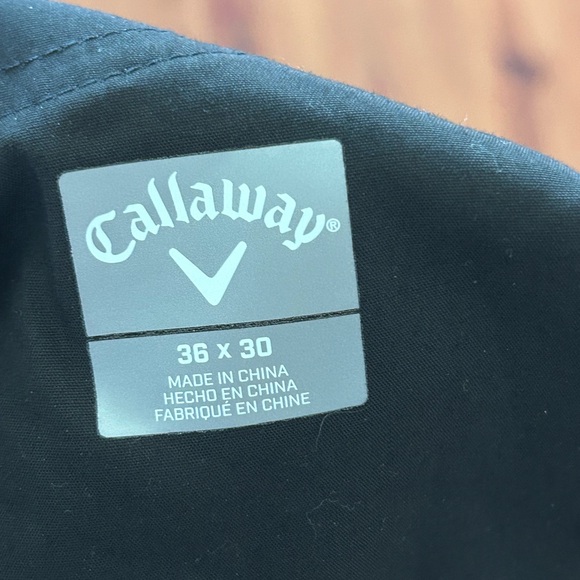 Callaway®
36 x 30
MADE IN CHINA
HECHO EN CHINA
FABRIQUÉ EN CHINE